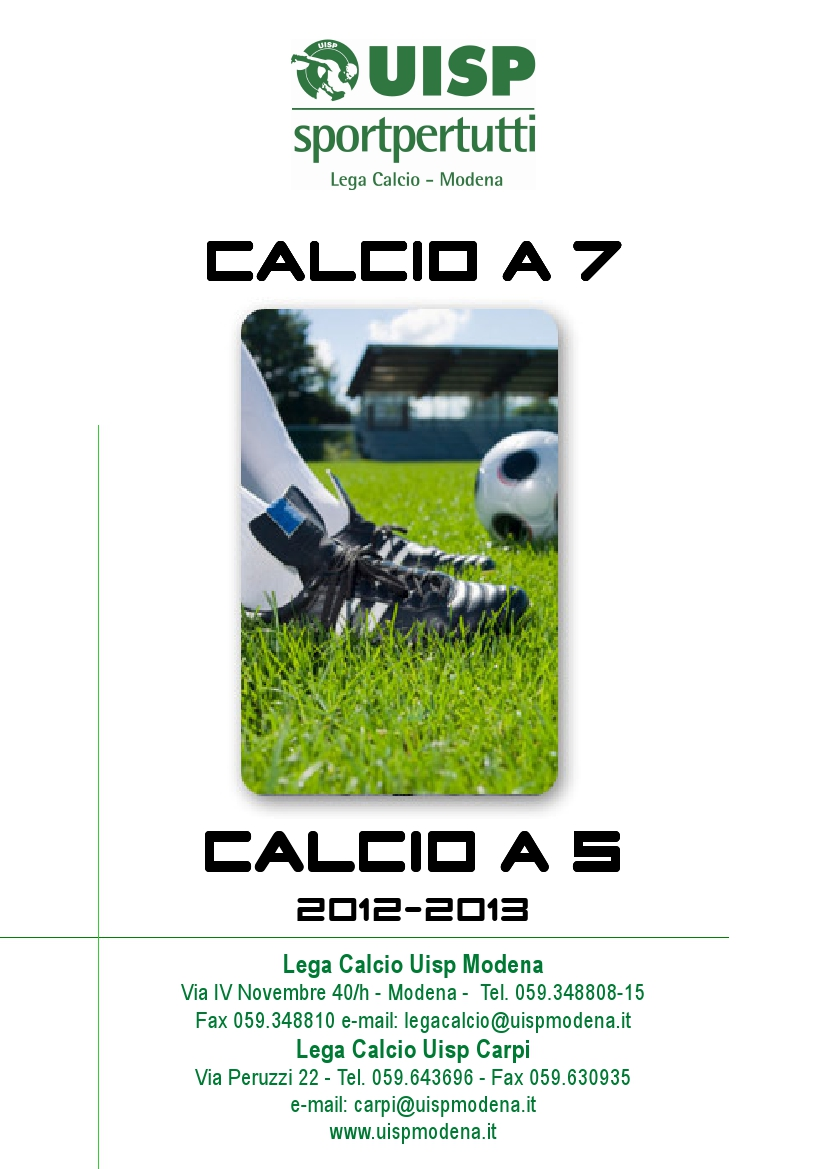 UISP
UISP
sportpertutti
Lega Calcio - Modena
CALCIO A 7
CALCIO A 5
2012-2013
Lega Calcio Uisp Modena
Via IV Novembre 40/h - Modena - Tel. 059.348808-15
Fax 059.348810 e-mail: legacalcio@uispmodena.it
Lega Calcio Uisp Carpi
Via Peruzzi 22 - Tel. 059.643696 - Fax 059.630935
e-mail: carpi@uispmodena.it
www.uispmodena.it